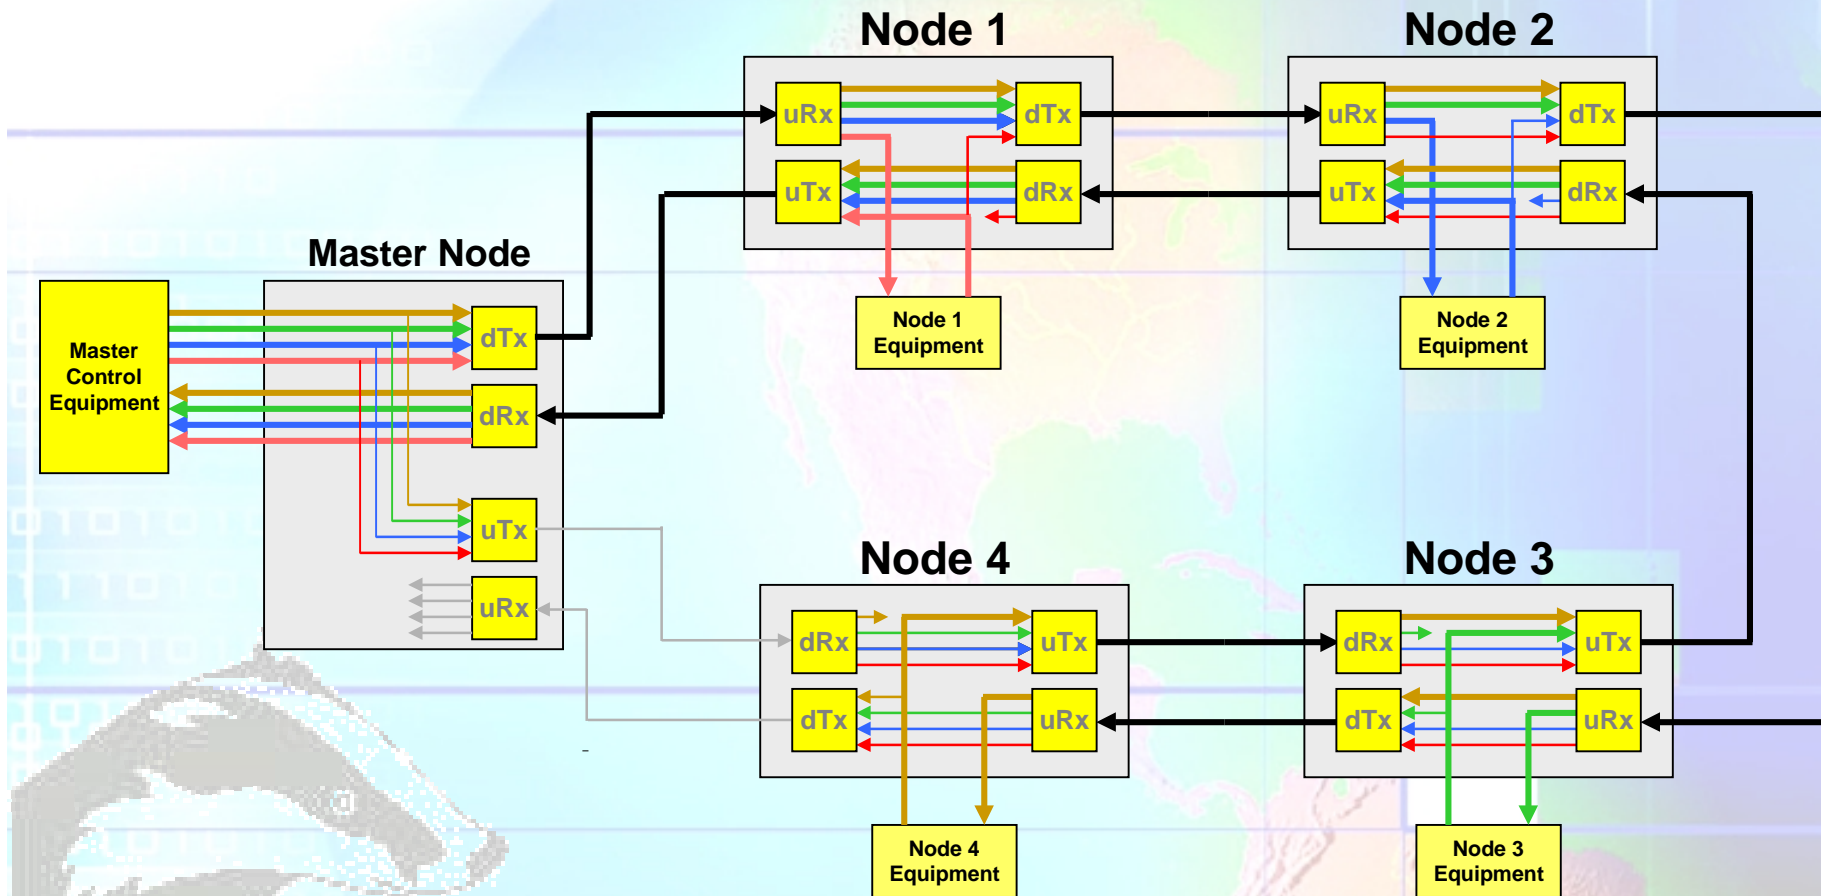 Node 1
Node 2
uRx
dTx
uRx
dTx
uTx
dRx
uTx
dRx
Master Node
Node 1
Equipment
Node 2
Equipment
Master
Control
Equipment
dTx
dRx
uTx
uRx
Node 4
Node 3
dRx
uTx
dRx
uTx
dTx
uRx
dTx
uRx
-
Node 4
Equipment
Node 3
Equipment